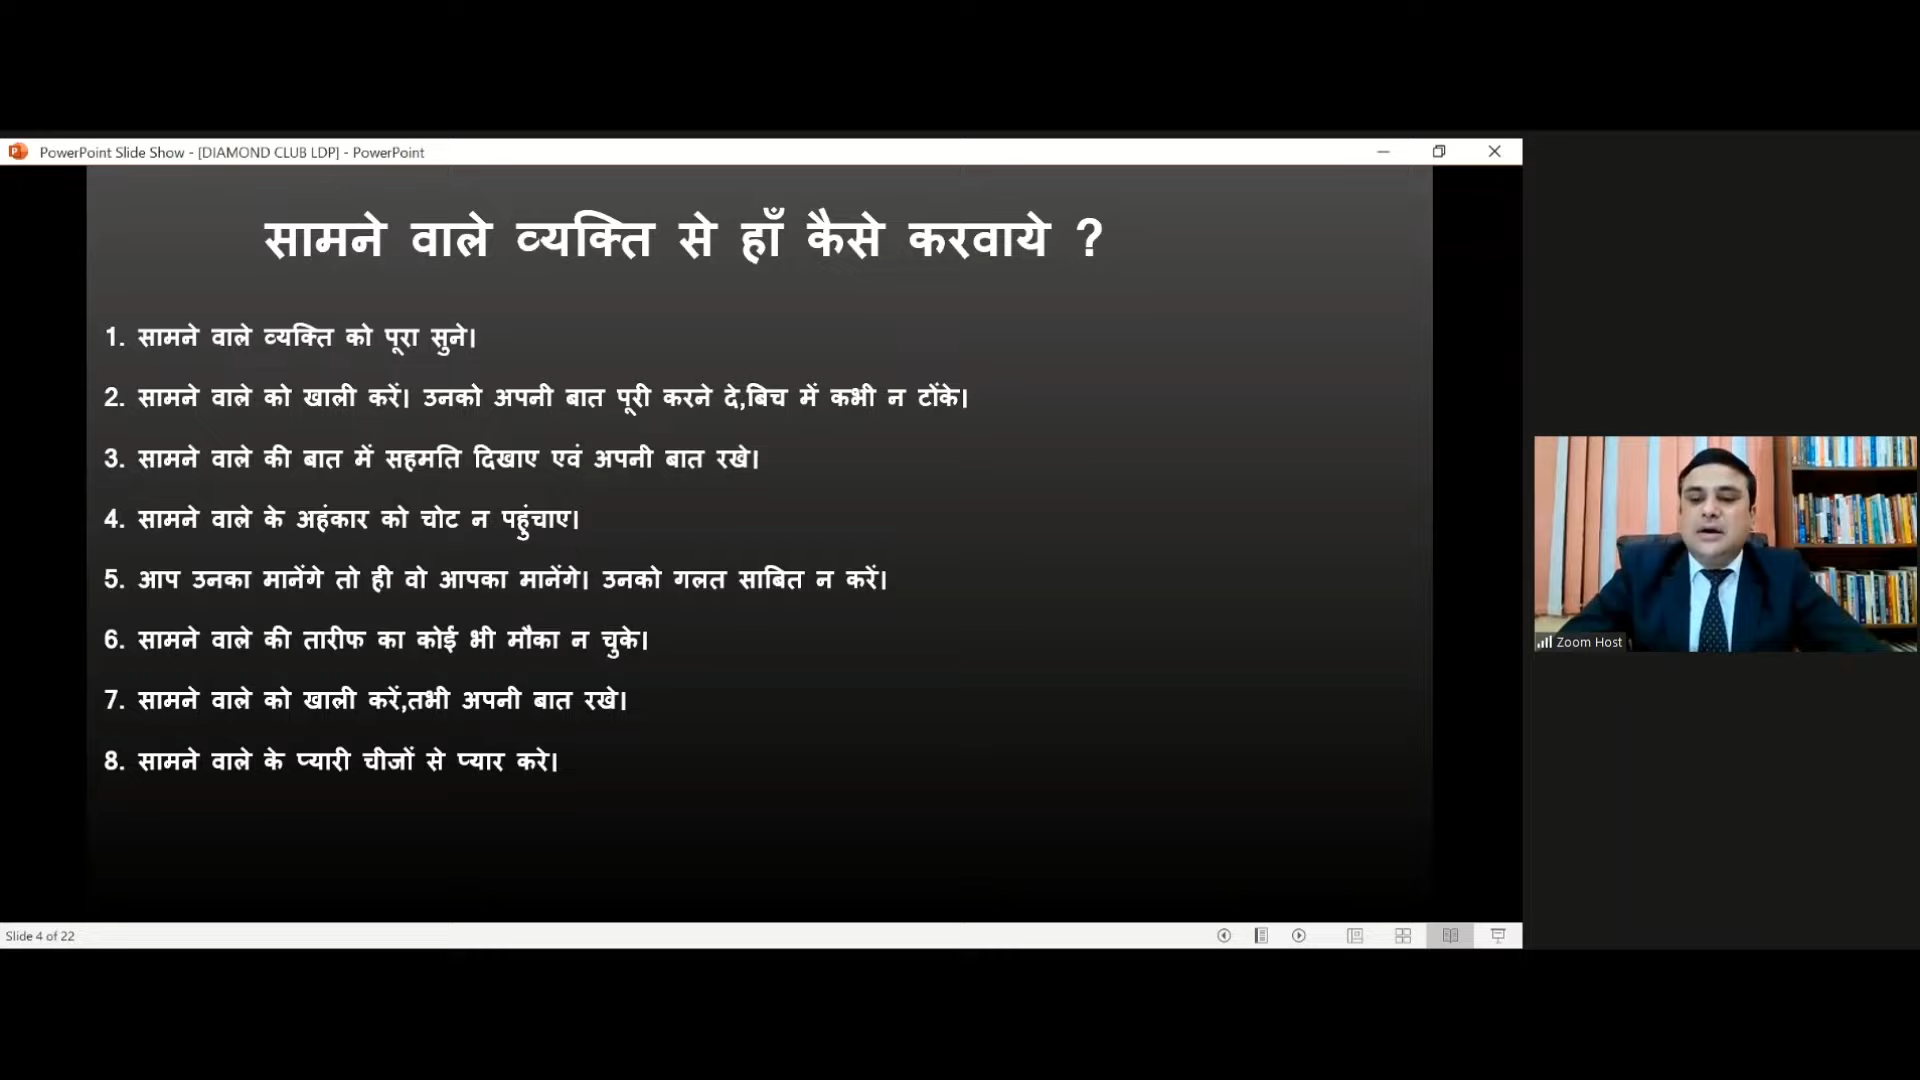 PowerPoint Slide Show - [DIAMOND CLUB LDP] - PowerPoint
सामने वाले व्यक्ति से हाँ कैसे करवाये ?
1. सामने वाले व्यक्ति को पूरा सुने।
2. सामने वाले को खाली करें। उनको अपनी बात पूरी करने दे,बिच में कभी न टोंके।
3. सामने वाले की बात में सहमति दिखाए एवं अपनी बात रखे।
4. सामने वाले के अहंकार को चोट न पहुंचाए।
5. आप उनका मानेंगे तो ही वो आपका मानेंगे। उनको गलत साबित न करें।
6. सामने वाले की तारीफ का कोई भी मौका न चुके।
7. सामने वाले को खाली करें,तभी अपनी बात रखे।
8. सामने वाले के प्यारी चीजों से प्यार करे।
Zoom Host
Slide 4 of 22